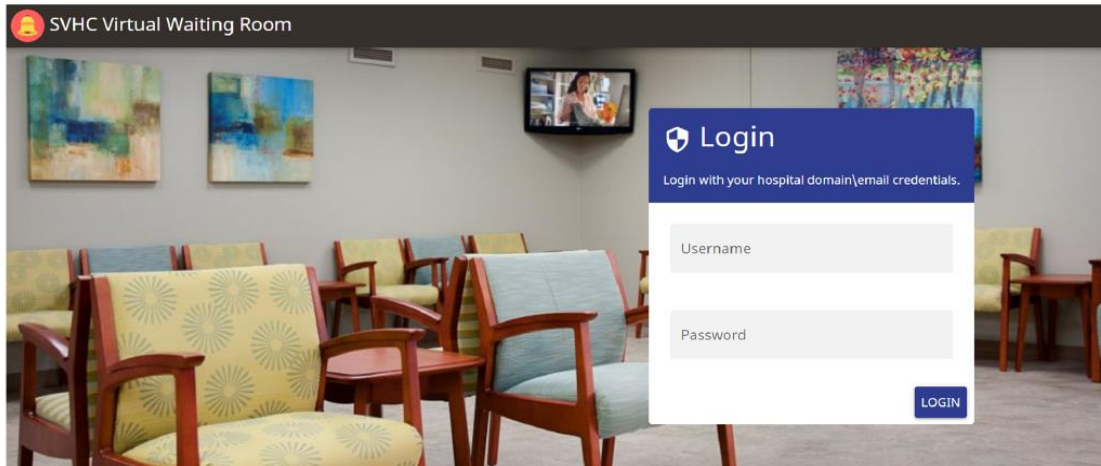 SVHC Virtual Waiting Room
Login
Login with your hospital domain\email credentials.
Username
Password
LOGIN